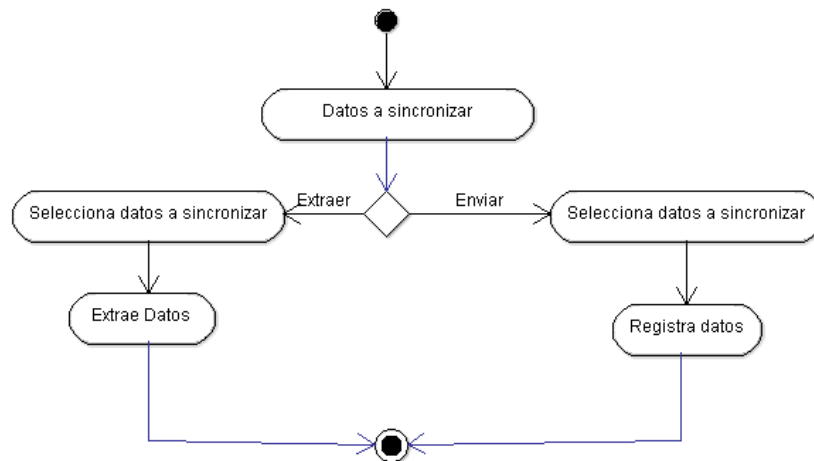 Datos a sincronizar
Extraer
Enviar
Selecciona datos a sincronizar
Selecciona datos a sincronizar
Extrae Datos
Registra datos